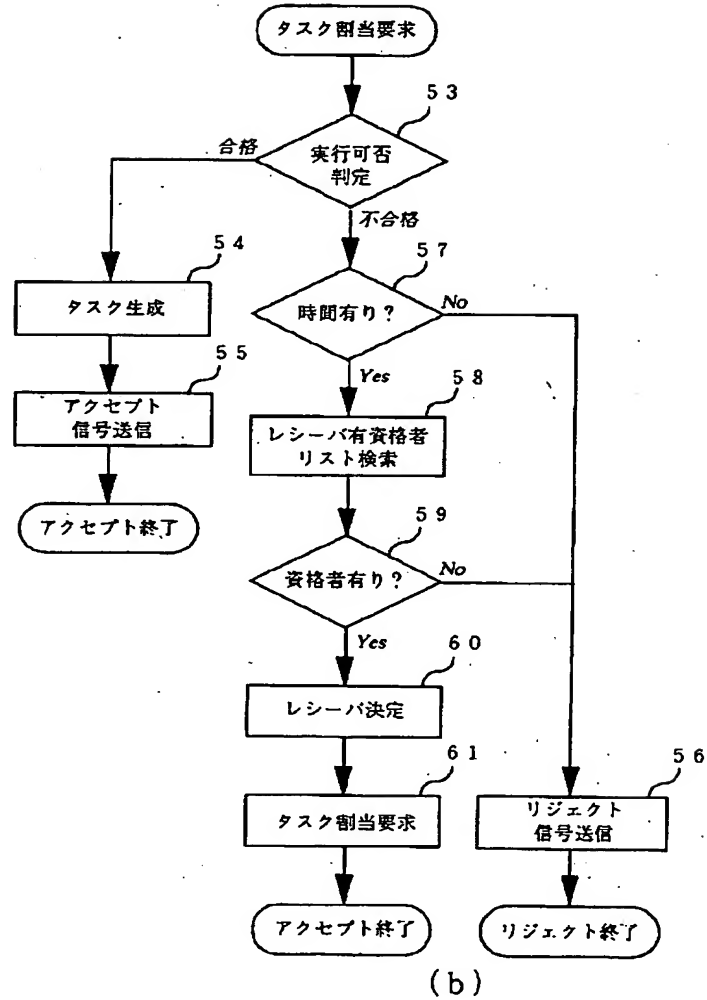 タスク割当要求
53
実行可否
判定
合格
不合格
54
タスク生成
57
時間有り?
No
Yes
55
アクセプト
信号送信
58
レシーバ有資格者
リスト検索
アクセプト終了
59
資格者有り?
No
Yes
60
レシーバ決定
61
タスク割当要求
56
リジェクト
信号送信
アクセプト終了
リジェクト終了
(b)